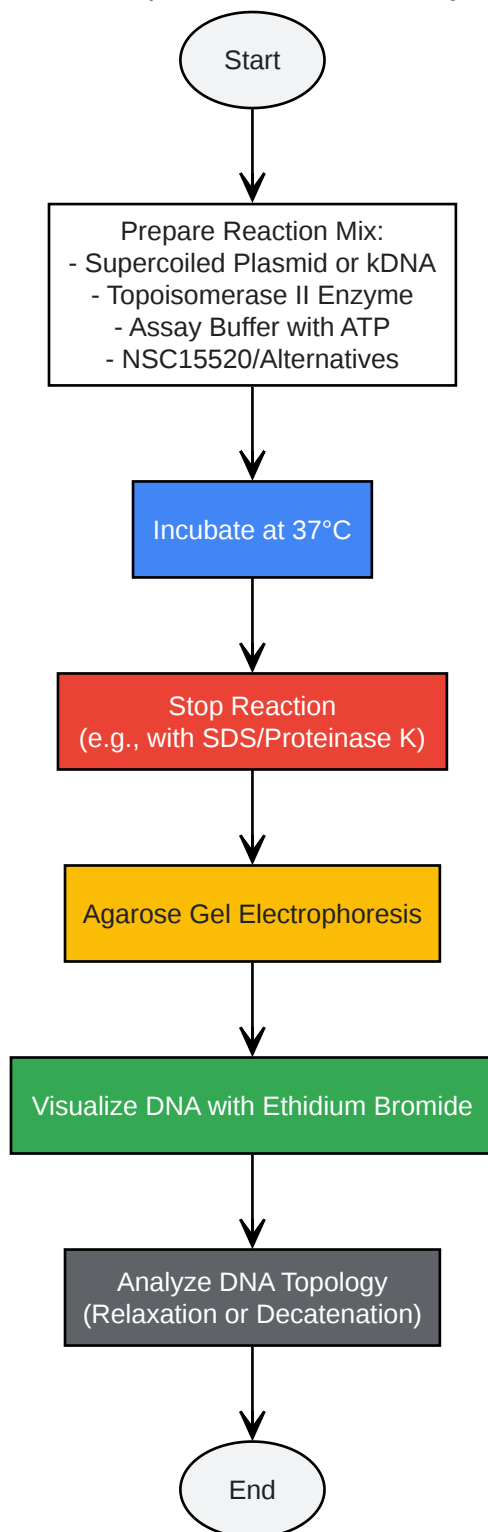 Start
Prepare Reaction Mix:
- Supercoiled Plasmid or kDNA
- Topoisomerase II Enzyme
- Assay Buffer with ATP
- NSC15520/Alternatives
Incubate at 37°C
Stop Reaction
(e.g., with SDS/Proteinase K)
Agarose Gel Electrophoresis
Visualize DNA with Ethidium Bromide
Analyze DNA Topology
(Relaxation or Decatenation)
End